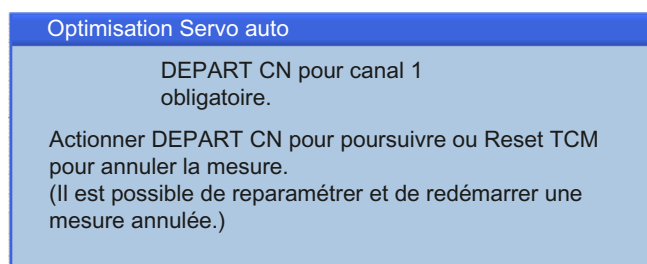 Optimisation Servo auto
DEPART CN pour canal 1
obligatoire.
Actionner DEPART CN pour poursuivre ou Reset TCM
pour annuler la mesure.
(Il est possible de reparamétrer et de redémarrer une
mesure annulée.)